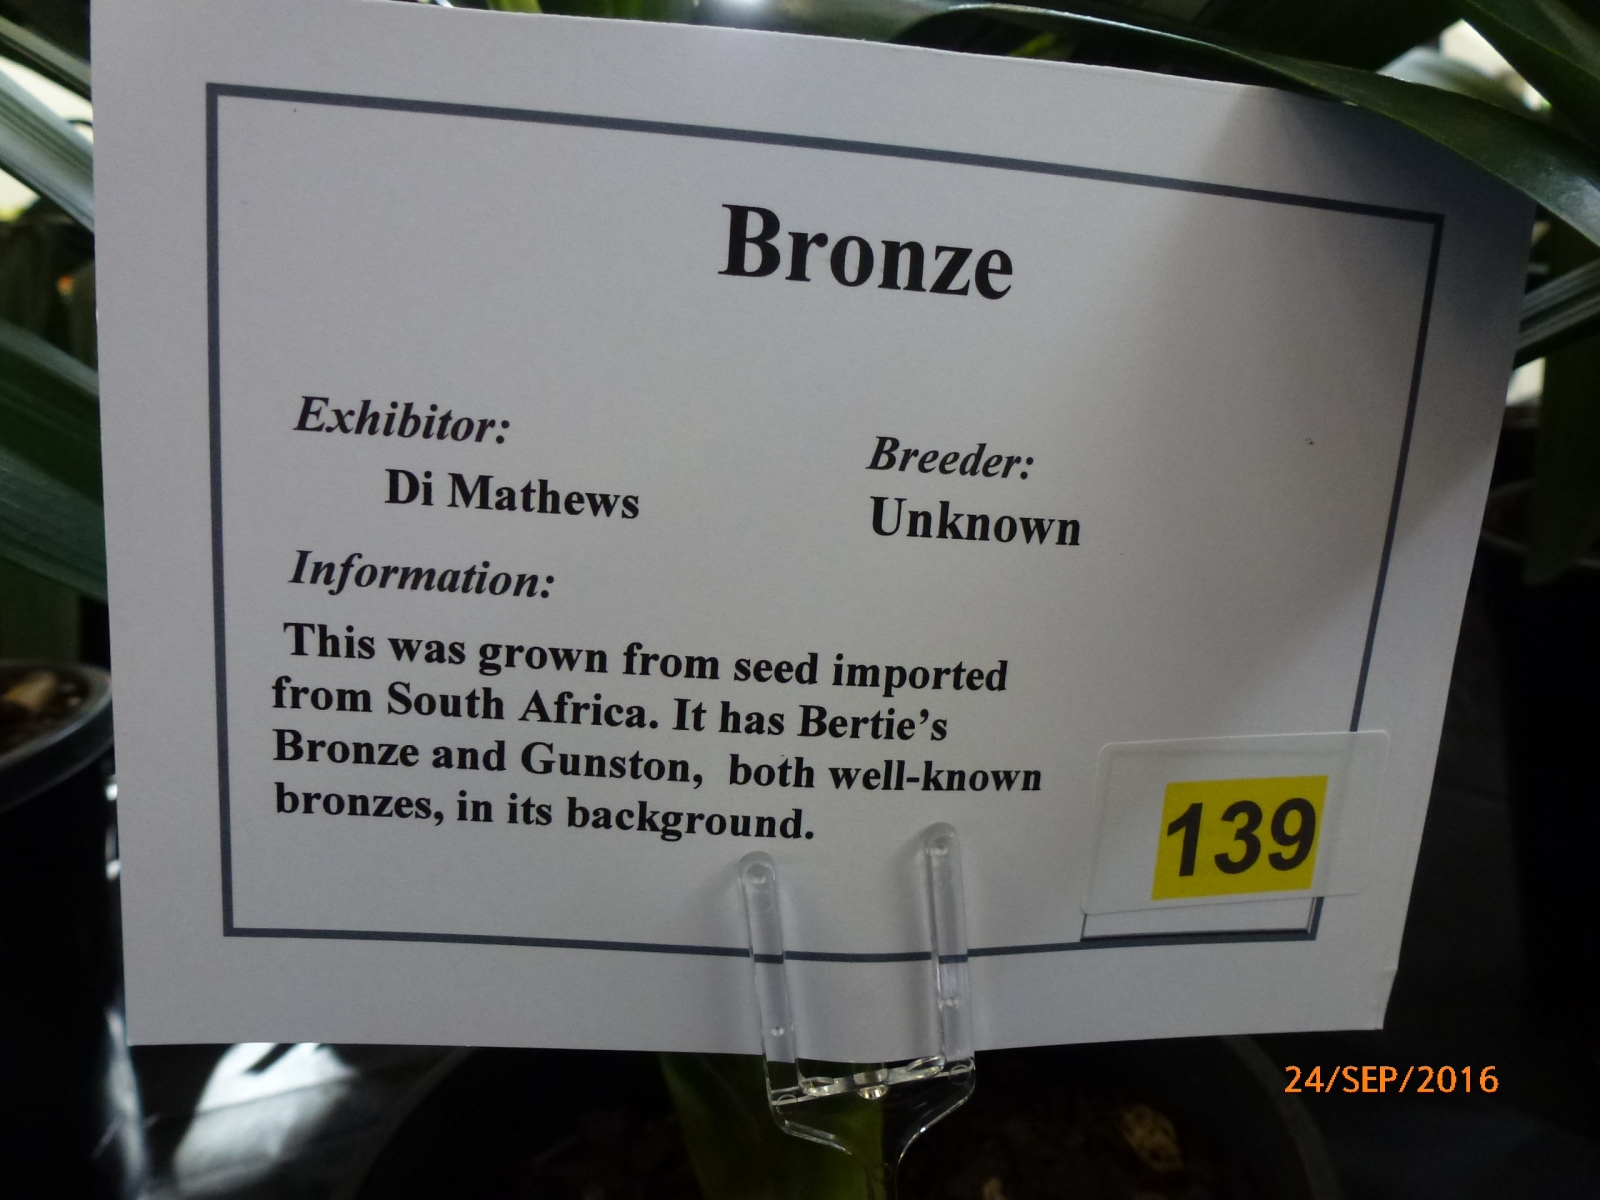 Bronze
Exhibitor:
Di Mathews
Breeder:
Unknown
Information:
This was grown from seed imported
from South Africa. It has Bertie’s
Bronze and Gunston, both well-known
bronzes, in its background.
139
24/SEP/2016